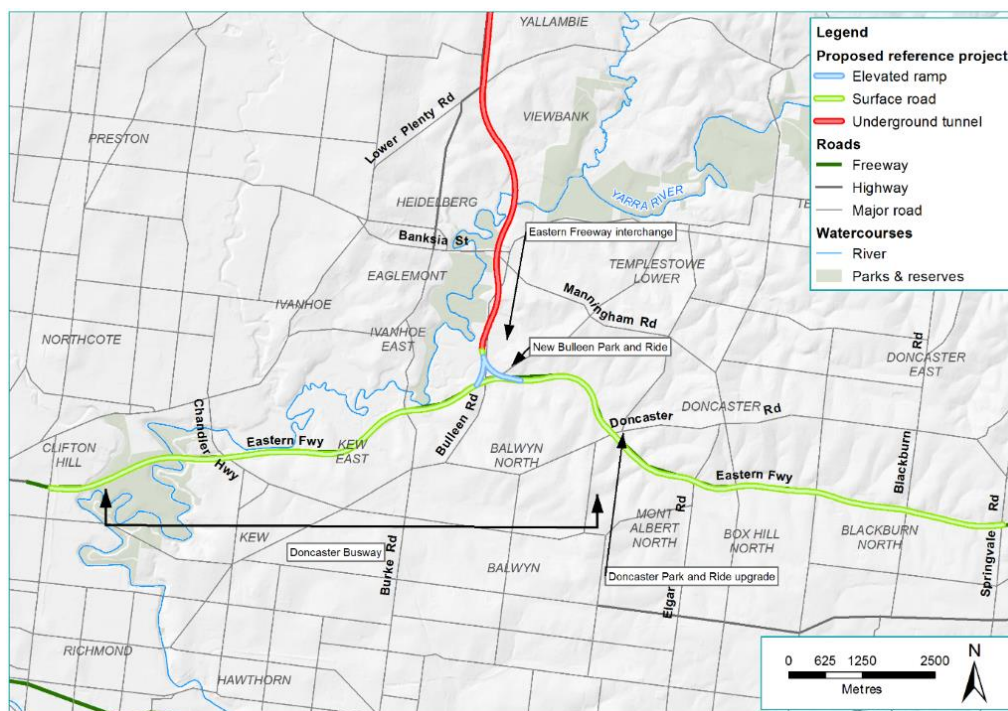 YALLAMBIE
Legend
Proposed reference project
Elevated ramp
Surface road
Underground tunnel
Roads
Freeway
Highway
Major road
Watercourses
River
Parks & reserves
Lower Plenty Rd
VIEWBANK
PRESTON
YARRA RIVER
HEIDELBERG
TE
Banksia St
Eastern Freeway interchange
EAGLEMONT
TEMPLESTOWE
LOWER
IVANHOE
Manningham Rd
NORTHCOTE
IVANHOE
EAST
New Bulleen Park and Ride
Rd
DONCASTER
EAST
Chandler Hwy
Bulleen Rd
DONCASTER
Doncaster Rd
CLIFTON
HILL
Eastern Fwy
KEW
EAST
BALWYN
NORTH
Blackburn
Eastern Fwy
Rd
MONT
ALBERT
NORTH
BOX HILL
NORTH
BLACKBURN
NORTH
Springvale Rd
KEW
Doncaster Busway
Burke Rd
BALWYN
Doncaster Park and Ride upgrade
Elgar
RICHMOND
HAWTHORN
0 625 1250 2500
Metres
N